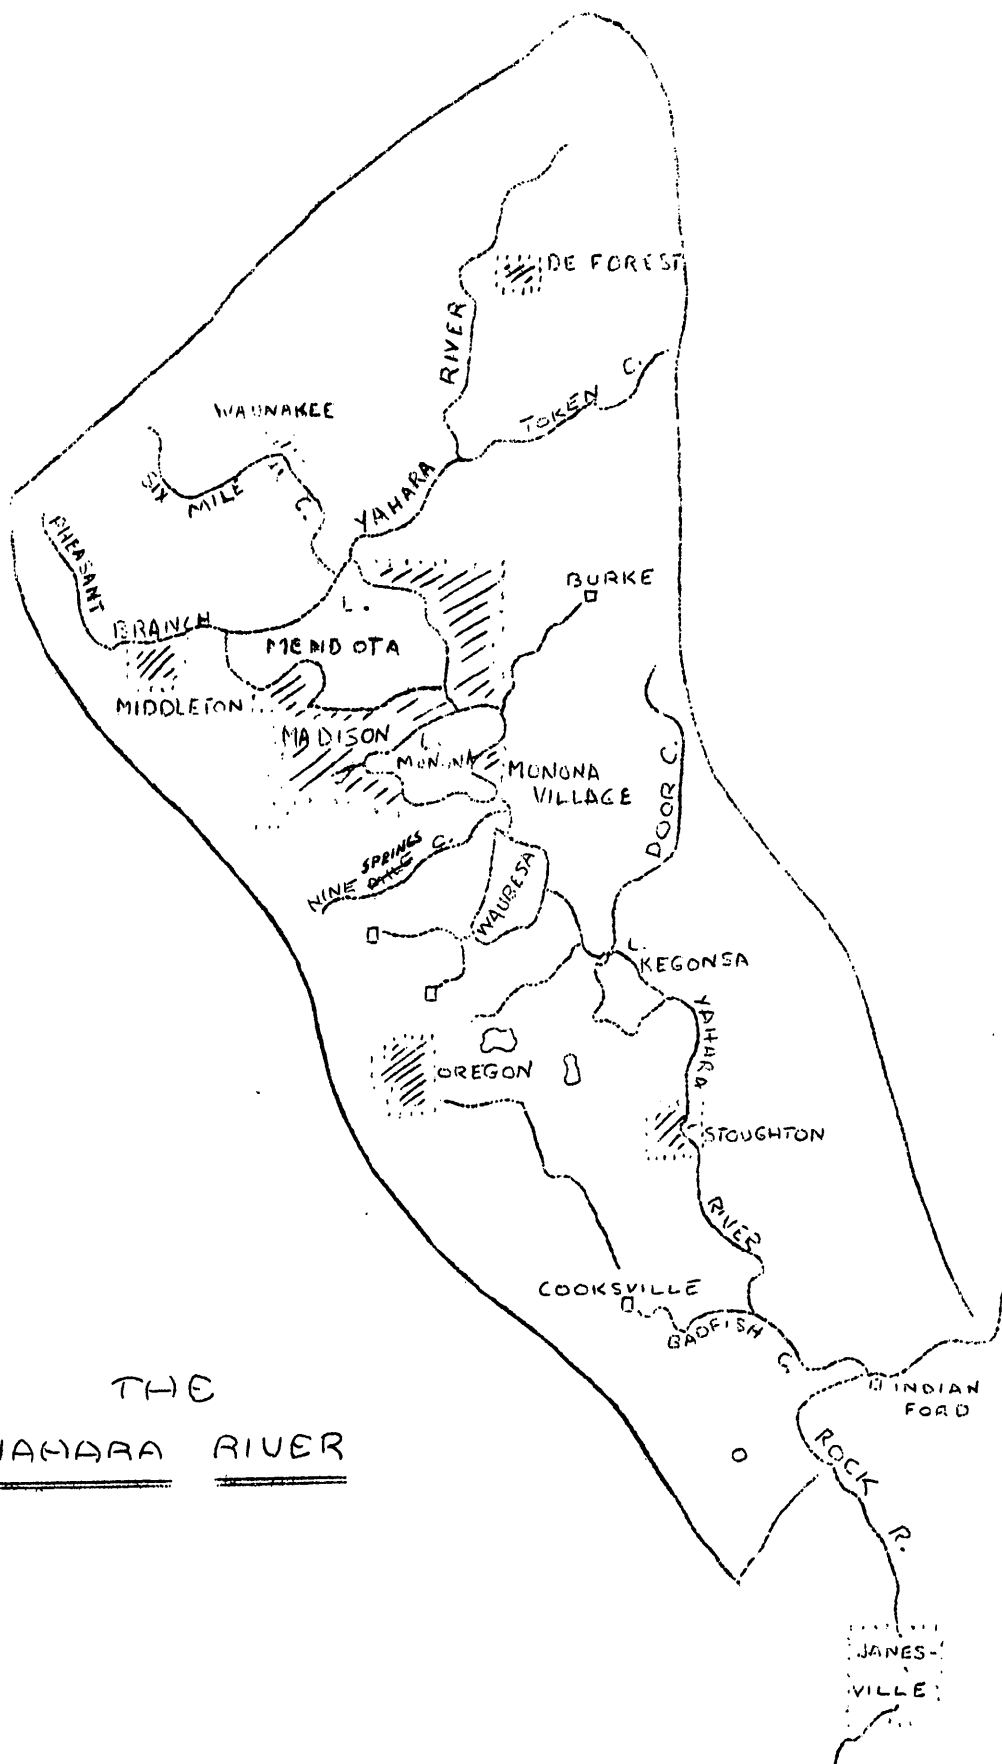 DE FOREST
RIVER
TOKEN C.
WAUNAKEE
SIX MILE C.
YAHARA
PHEASANT BRANCH
BURKE
L. MENDOTA
MIDDLETON
MADISON
L. MONONA
MONONA
VILLAGE
DOOR C.
NINE SPRINGS C.
WAUBESA
L.
KEGONSA
YAHARA
OREGON
STOUGHTON
RIVER
COOKSVILLE
BADFISH C.
INDIAN
FORD
THE
YAHARA RIVER
ROCK R.
JANES-
VILLE